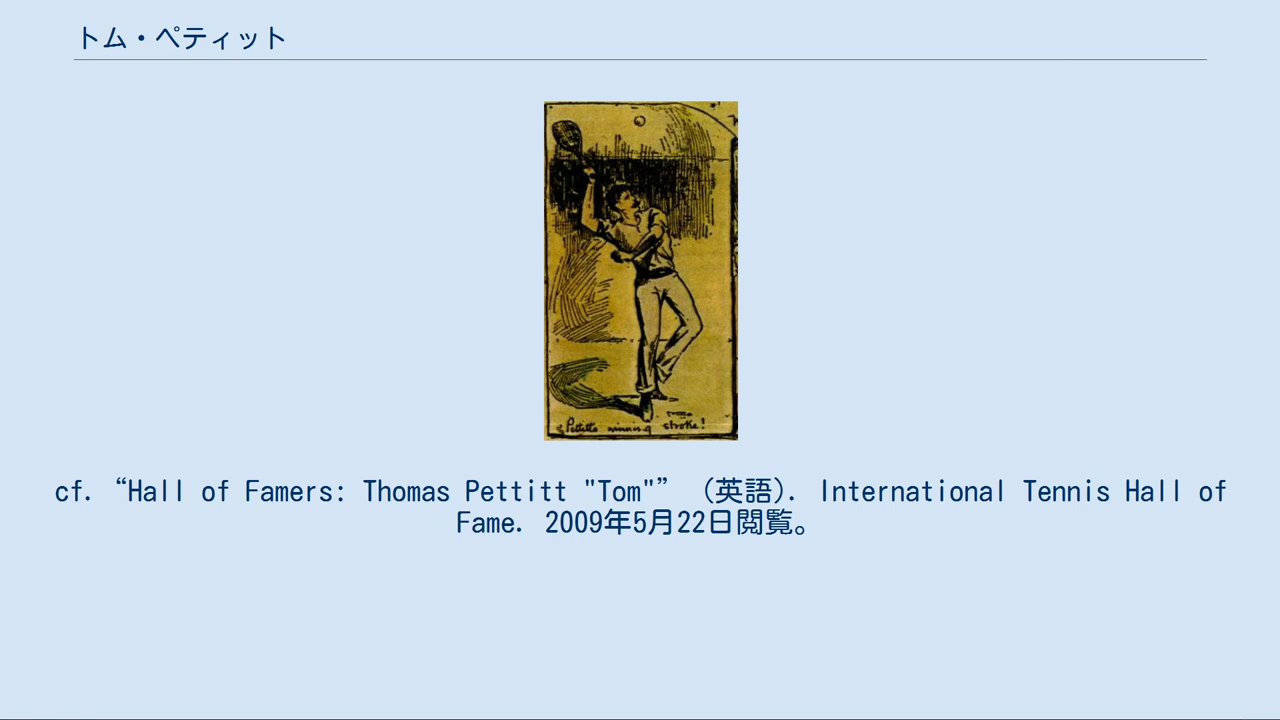 トム・ペティット
Pettitts winning stroke!
cf. “Hall of Famers: Thomas Pettitt "Tom"” （英語）. International Tennis Hall of
Fame. 2009年5月22日閲覧。